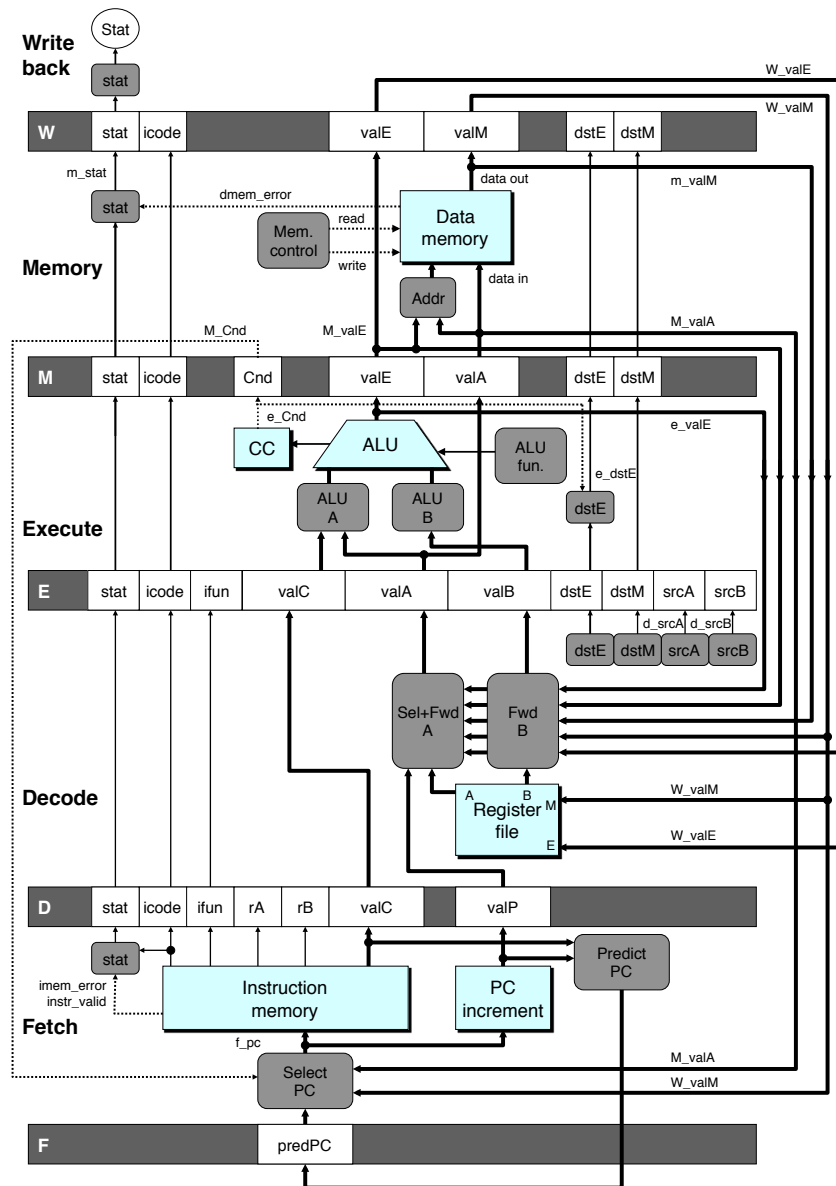 Stat
Write
back
stat
W_valE
W_valM
W
stat
icode
valE
valM
dstE
dstM
m_stat
data out
m_valM
dmem_error
stat
read
Mem.
control
write
Data
memory
Memory
data in
Addr
M_Cnd
M_valE
M_valA
M
stat
icode
Cnd
valE
valA
dstE
dstM
e_Cnd
e_valE
CC
ALU
ALU
fun.
e_dstE
ALU
A
ALU
B
dstE
Execute
E
stat
icode
ifun
valC
valA
valB
dstE
dstM
srcA
srcB
d_srcA
d_srcB
dstE
dstM
srcA
srcB
Sel+Fwd
A
Fwd
B
Decode
A
B
M
Register
file
E
W_valM
W_valE
D
stat
icode
ifun
rA
rB
valC
valP
stat
Predict
PC
imem_error
instr_valid
Instruction
memory
PC
increment
Fetch
f_pc
M_valA
Select
PC
W_valM
F
predPC